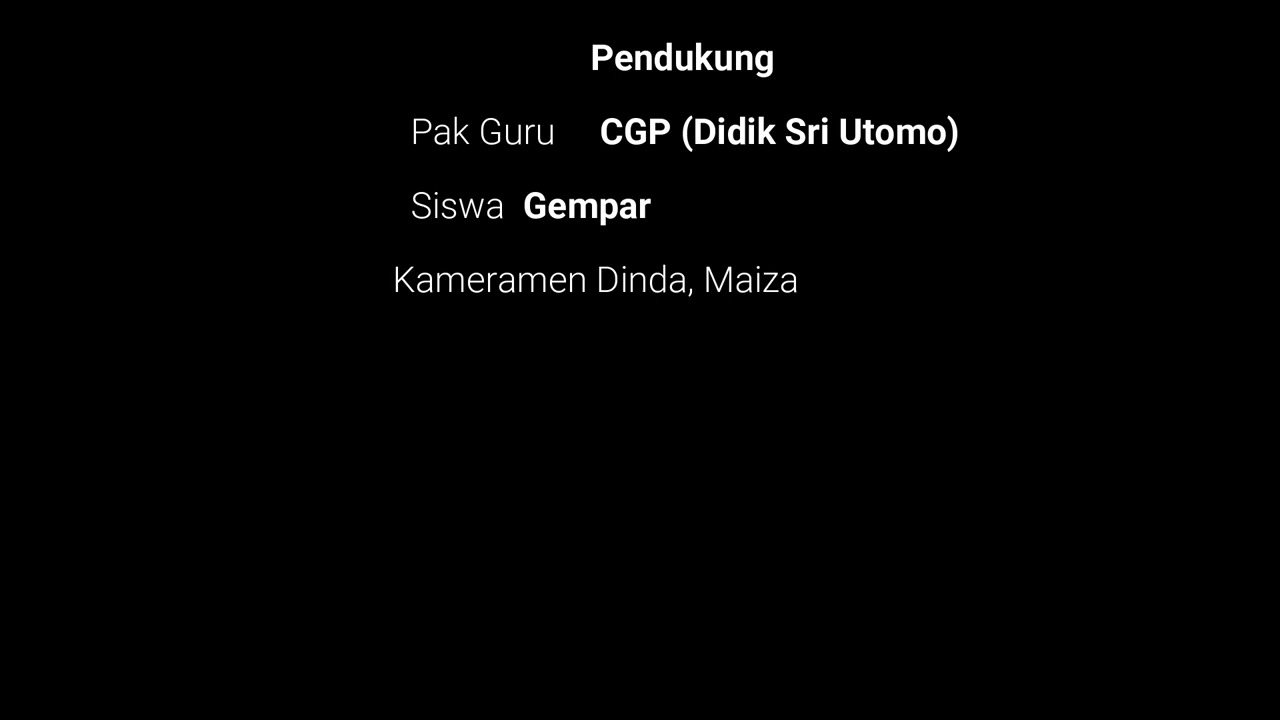 Pendukung
Pak Guru CGP (Didik Sri Utomo)
Siswa Gempar
Kameramen Dinda, Maiza